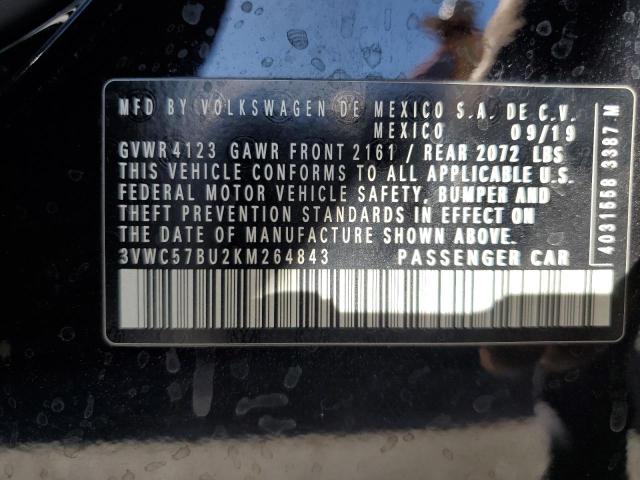 MFD BY VOLKSWAGEN DE MEXICO S.A. DE C.V.
MEXICO 09/19
GVWR 4123 GAWR FRONT 2161 / REAR 2072 LBS
THIS VEHICLE CONFORMS TO ALL APPLICABLE U.S.
FEDERAL MOTOR VEHICLE SAFETY, BUMPER AND
THEFT PREVENTION STANDARDS IN EFFECT ON
THE DATE OF MANUFACTURE SHOWN ABOVE.
3VWC57BU2KM264843 PASSENGER CAR
4031658 3387 M